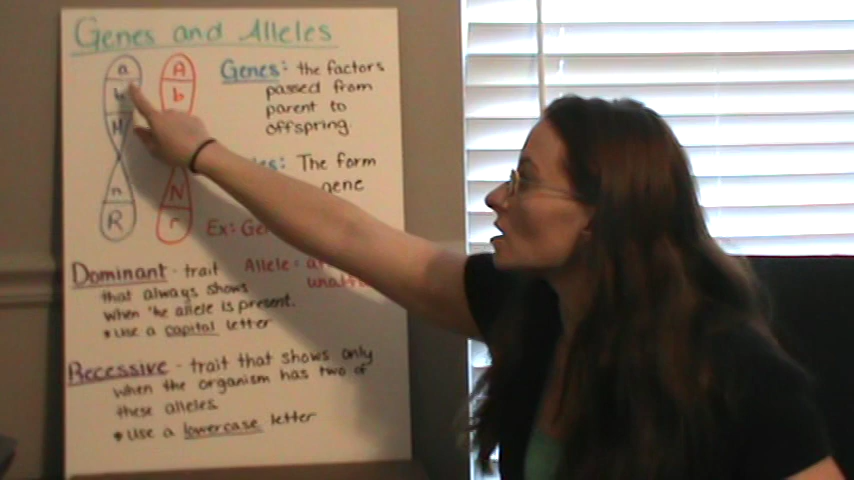 Genes and Alleles
a
A
b
b
N
n
N
R
r
Genes: the factors
passed from
parent to
offspring.
The form
gene
Ex:
Allele =
Dominant - trait
that always shows
when the allele is present.
• Use a capital letter
Recessive - trait that shows only
when the organism has two of
these alleles.
• Use a lowercase letter